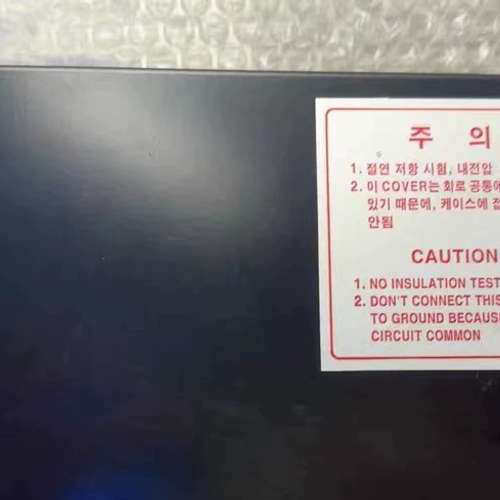 주 의
1. 절연 저항 시험, 내전압
2. 이 COVER는 회로 공통에
있기 때문에, 케이스에 접
안됨
CAUTION
1. NO INSULATION TEST
2. DON'T CONNECT THIS
TO GROUND BECAUS
CIRCUIT COMMON